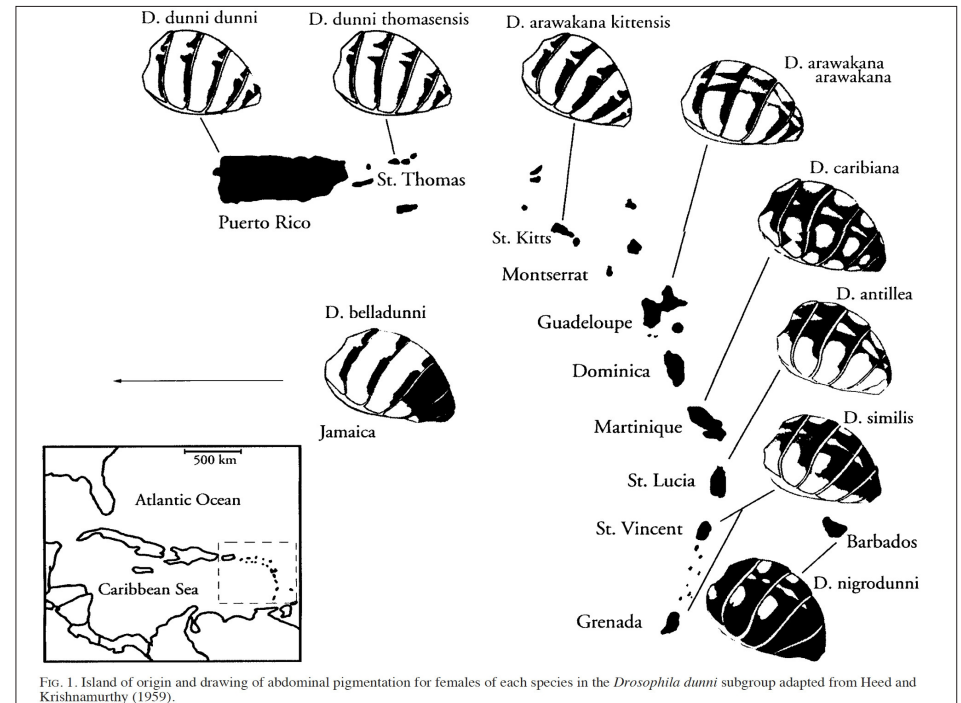 D. dunni dunni
D. dunni thomasensis
D. arawakana kittensis
D. arawakana
arawakana
D. caribiana
St. Thomas
Puerto Rico
St. Kitts
Montserrat
D. antillea
Guadeloupe
D. belladunni
Dominica
D. similis
Martinique
Jamaica
500 km
St. Lucia
Atlantic Ocean
St. Vincent
Barbados
D. nigrodunni
Caribbean Sea
Grenada
FIG. 1. Island of origin and drawing of abdominal pigmentation for females of each species in the Drosophila dunni subgroup adapted from Heed and
Krishnamurthy (1959).